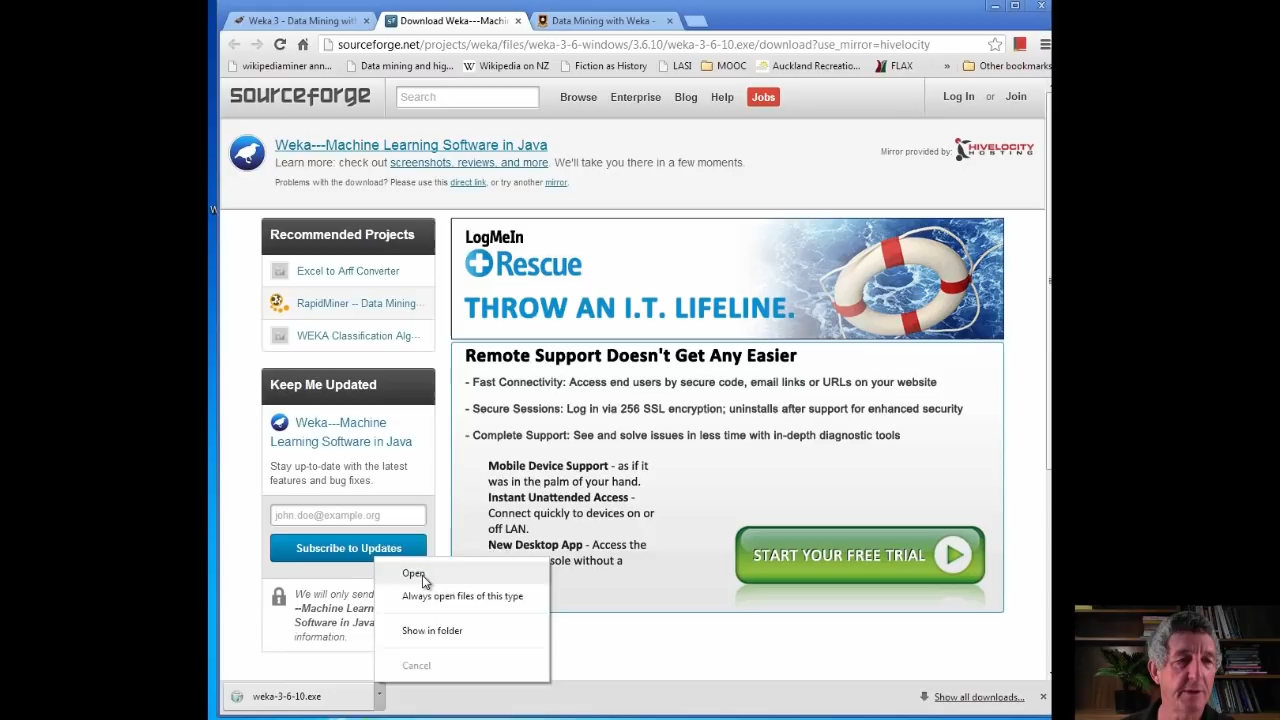 Weka 3 - Data Mining with
Download Weka---Machi
Data Mining with Weka -
sourceforge.net/projects/weka/files/weka-3-6-windows/3.6.10/weka-3-6-10.exe/download?use_mirror=hivelocity
wikipediaminer ann...
Data mining and hig...
Wikipedia on NZ
Fiction as History
LASI
MOOC
Auckland Recreatio...
FLAX
»
Other bookmarks
sourceforge
Search
Browse
Enterprise
Blog
Help
Jobs
Log In or Join
Weka---Machine Learning Software in Java
Learn more: check out screenshots, reviews, and more. We'll take you there in a few moments.
Problems with the download? Please use this direct link, or try another mirror.
Mirror provided by: HIVELOCITY HOSTING
Recommended Projects
Excel to Arff Converter
RapidMiner -- Data Mining...
WEKA Classification Alg...
Keep Me Updated
Weka---Machine
Learning Software in Java
Stay up-to-date with the latest
features and bug fixes.
john.doe@example.org
Subscribe to Updates
We will only send
--Machine Learn
Software in Java
information.
LogMeIn
Rescue
THROW AN I.T. LIFELINE.
Remote Support Doesn't Get Any Easier
- Fast Connectivity: Access end users by secure code, email links or URLs on your website
- Secure Sessions: Log in via 256 SSL encryption; uninstalls after support for enhanced security
- Complete Support: See and solve issues in less time with in-depth diagnostic tools
Mobile Device Support - as if it
was in the palm of your hand.
Instant Unattended Access -
Connect quickly to devices on or
off LAN.
New Desktop App - Access the
sole without a
START YOUR FREE TRIAL
Open
Always open files of this type
Show in folder
Cancel
weka-3-6-10.exe
Show all downloads...